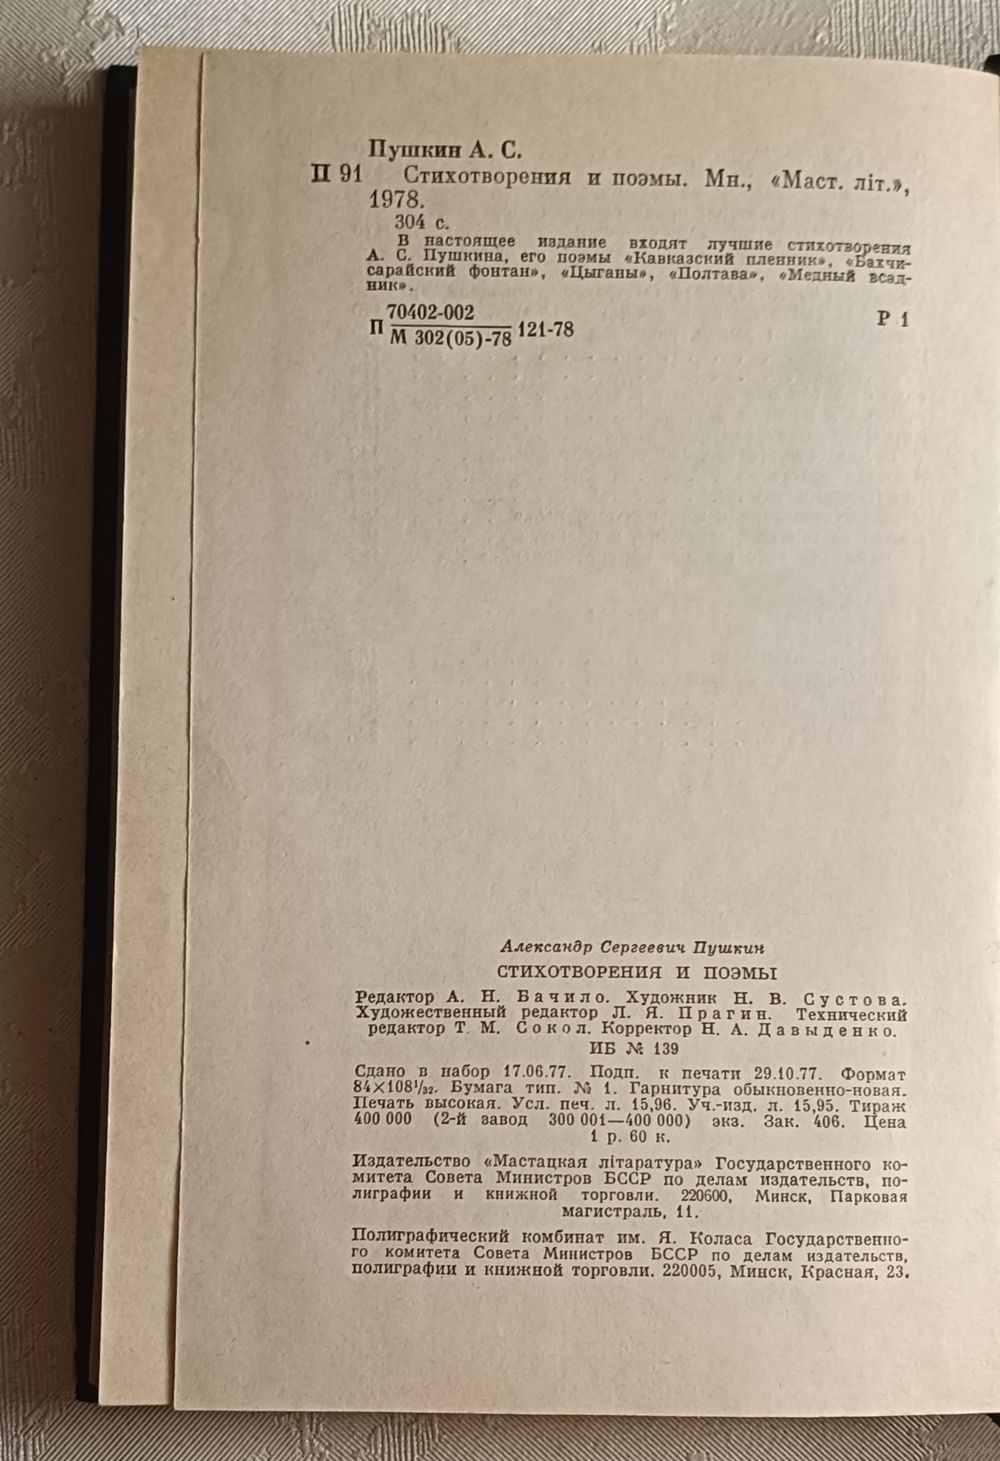 Пушкин А. С.
П 91 Стихотворения и поэмы. Мн., «Маст. літ.»,
1978.
304 с.
В настоящее издание входят лучшие стихотворения
А. С. Пушкина, его поэмы «Кавказский пленник», «Бахчи-
сарайский фонтан», «Цыганы», «Полтава», «Медный всад-
ник».
70402-002
П М 302(05)-78 121-78
Р 1
Александр Сергеевич Пушкин
СТИХОТВОРЕНИЯ И ПОЭМЫ
Редактор А. Н. Бачило. Художник Н. В. Сустова.
Художественный редактор Л. Я. Прагин. Технический
редактор Т. М. Сокол. Корректор Н. А. Давыденко.
ИБ № 139
Сдано в набор 17.06.77. Подп. к печати 29.10.77. Формат
84×108¹/₃₂. Бумага тип. № 1. Гарнитура обыкновенно-новая.
Печать высокая. Усл. печ. л. 15,96. Уч.-изд. л. 15,95. Тираж
400 000 (2-й завод 300 001—400 000) экз. Зак. 406. Цена
1 р. 60 к.
Издательство «Мастацкая літаратура» Государственного ко-
митета Совета Министров БССР по делам издательств, по-
лиграфии и книжной торговли. 220600, Минск, Парковая
магистраль, 11.
Полиграфический комбинат им. Я. Коласа Государственно-
го комитета Совета Министров БССР по делам издательств,
полиграфии и книжной торговли. 220005, Минск, Красная, 23.